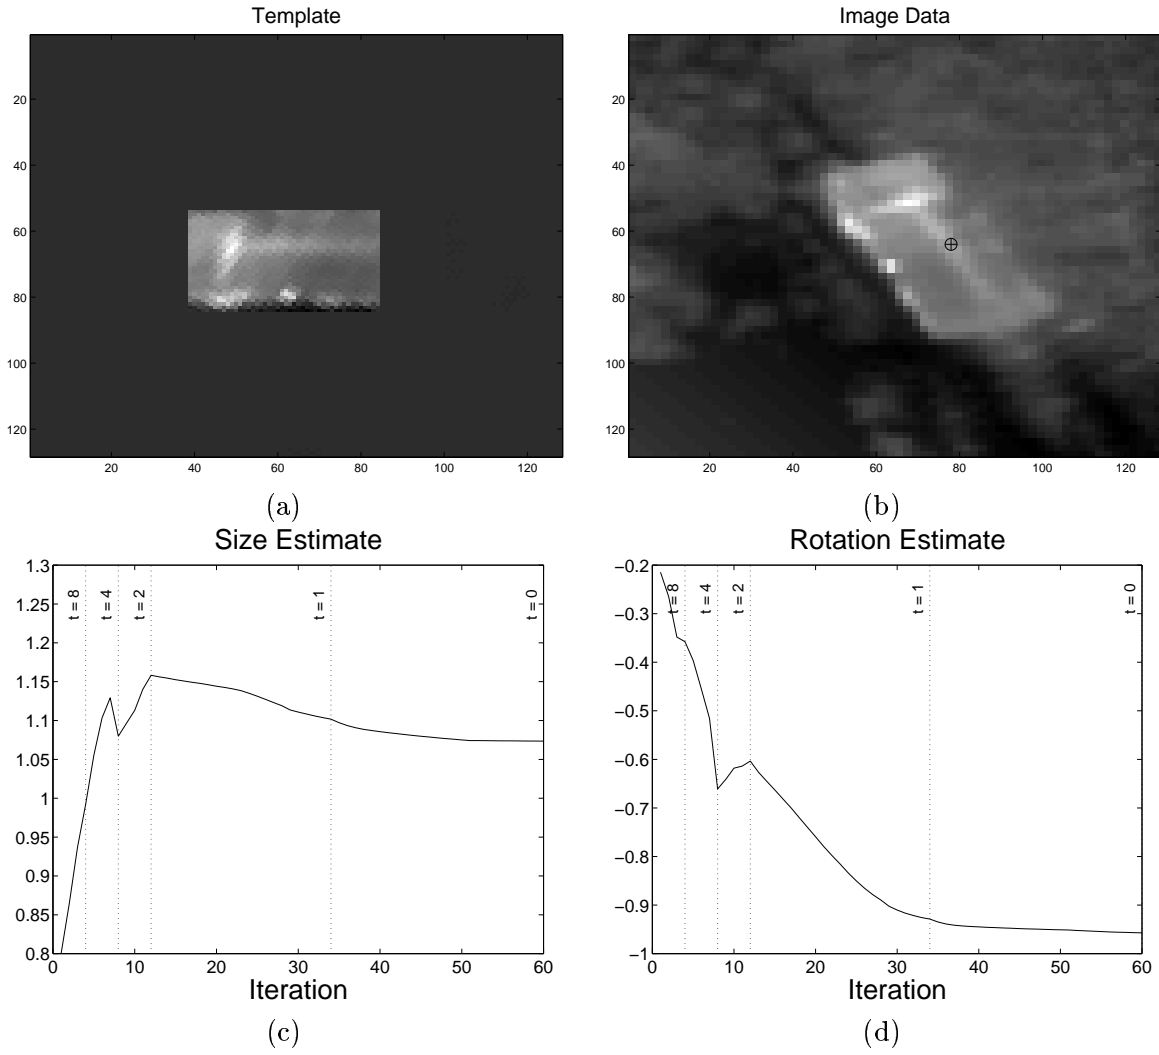 Template
Image Data
20
40
60
80
100
120
20 40 60 80 100 120
20
40
60
80
100
120
20 40 60 80 100 120
(a)
(b)
Size Estimate
1.3
1.25
1.2
1.15
1.1
1.05
1
0.95
0.9
0.85
0.8
t = 8
t = 4
t = 2
t = 1
t = 0
0 10 20 30 40 50 60
Iteration
(c)
Rotation Estimate
−0.2
−0.3
−0.4
−0.5
−0.6
−0.7
−0.8
−0.9
−1
t = 8
t = 4
t = 2
t = 1
t = 0
0 10 20 30 40 50 60
Iteration
(d)